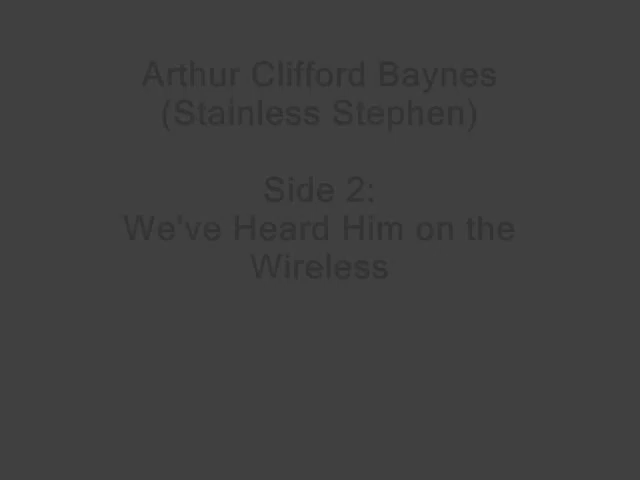 Arthur Clifford Baynes
(Stainless Stephen)
Side 2:
We've Heard Him on the
Wireless